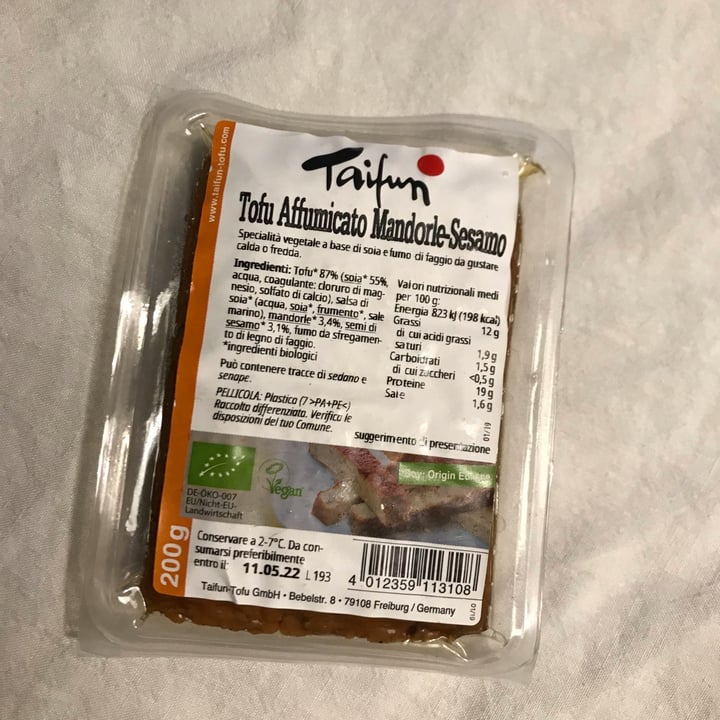 www.taifun-tofu.com
Taifun
Tofu Affumicato Mandorle-Sesamo
Specialità vegetale a base di soia e fumo di faggio da gustare
calda o fredda.
Ingredienti: Tofu* 87% (soia* 55%,
acqua, coagulante: cloruro di mag-
nesio, solfato di calcio), salsa di
soia* (acqua, soia*, frumento*, sale
marino), mandorle* 3,4%, semi di
sesamo* 3,1%, fumo da sfregamen-
to di legno di faggio.
*ingredienti biologici
Può contenere tracce di sedano e
senape.
PELLICOLA: Plastica (7 >PA+PE<)
Raccolta differenziata. Verifica le
disposizioni del tuo Comune.
Valori nutrizionali medi
per 100 g:
Energia 823 kJ (198 kcal)
Grassi 12 g
di cui acidi grassi
saturi 1,9 g
Carboidrati 1,5 g
di cui zuccheri <0,5 g
Proteine 19 g
Sale 1,6 g
suggerimento di presentazione
01/19
DE-ÖKO-007
EU/Nicht-EU-
Landwirtschaft
Vegan
Soy: Origin
200g
Conservare a 2-7°C. Da con-
sumarsi preferibilmente
entro il: 11.05.22 L 193
4 012359 113108
Taifun-Tofu GmbH • Bebelstr. 8 • 79108 Freiburg / Germany
01/19